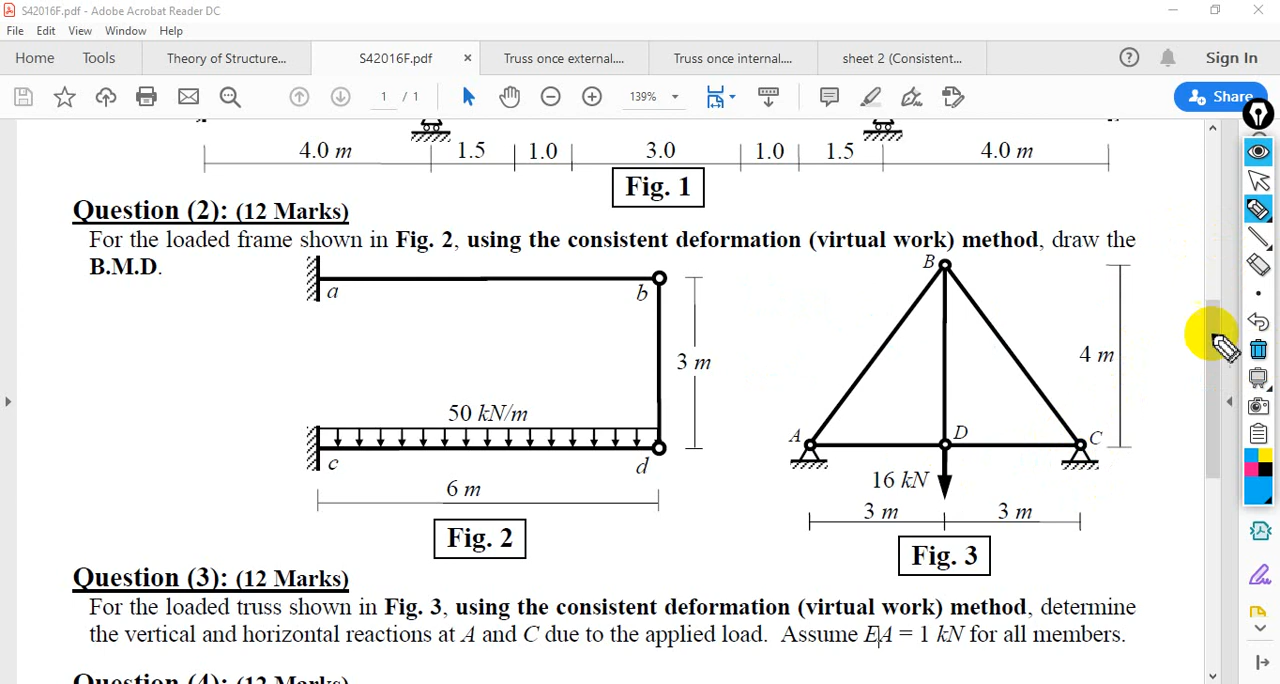 S42016F.pdf - Adobe Acrobat Reader DC
File Edit View Window Help
Home Tools Theory of Structure... S42016F.pdf × Truss once external.... Truss once internal.... sheet 2 (Consistent... Sign In
1 / 1 139% Share
4.0 m 1.5 1.0 3.0 1.0 1.5 4.0 m
Fig. 1
Question (2): (12 Marks)
For the loaded frame shown in Fig. 2, using the consistent deformation (virtual work) method, draw the
B.M.D.
a b
3 m
50 kN/m
c d
6 m
Fig. 2
B
4 m
A D C
16 kN
3 m 3 m
Fig. 3
Question (3): (12 Marks)
For the loaded truss shown in Fig. 3, using the consistent deformation (virtual work) method, determine
the vertical and horizontal reactions at A and C due to the applied load. Assume EA = 1 kN for all members.
Question (4): (12 Marks)